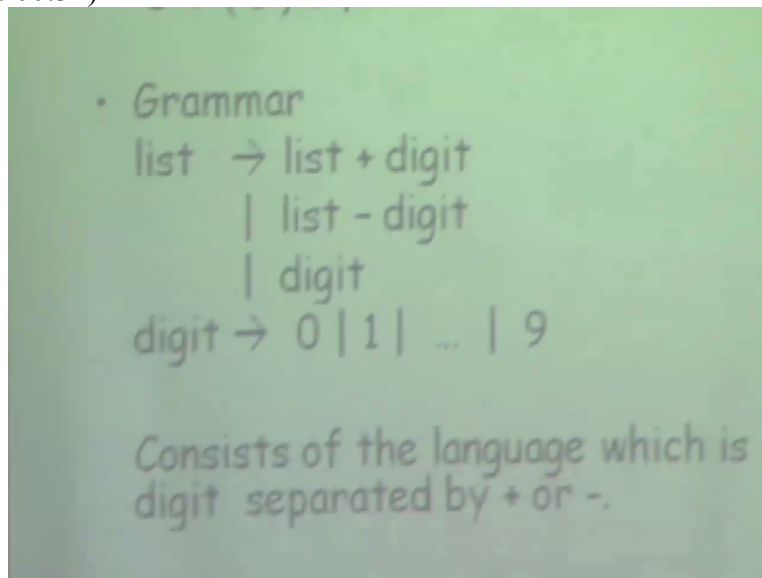 • Grammar
list → list + digit
| list - digit
| digit
digit → 0 | 1 | ... | 9
Consists of the language which is
digit separated by + or -.